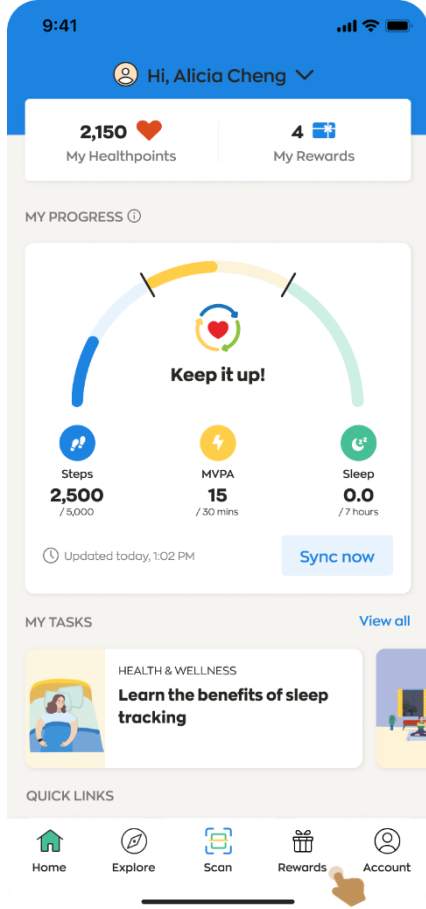 9:41
Hi, Alicia Cheng
2,150
My Healthpoints
4
My Rewards
MY PROGRESS
Keep it up!
Steps
2,500
/ 5,000
MVPA
15
/ 30 mins
Sleep
0.0
/ 7 hours
Updated today, 1:02 PM
Sync now
MY TASKS
View all
HEALTH & WELLNESS
Learn the benefits of sleep
tracking
QUICK LINKS
Home
Explore
Scan
Rewards
Account